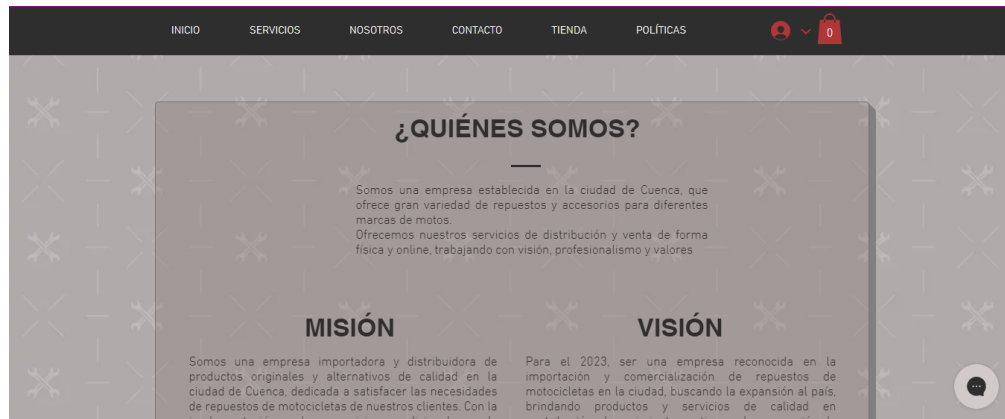 INICIO SERVICIOS NOSOTROS CONTACTO TIENDA POLÍTICAS 0
¿QUIÉNES SOMOS?
Somos una empresa establecida en la ciudad de Cuenca, que
ofrece gran variedad de repuestos y accesorios para diferentes
marcas de motos.
Ofrecemos nuestros servicios de distribución y venta de forma
física y online, trabajando con visión, profesionalismo y valores
MISIÓN
Somos una empresa importadora y distribuidora de
productos originales y alternativos de calidad en la
ciudad de Cuenca, dedicada a satisfacer las necesidades
de repuestos de motocicletas de nuestros clientes. Con la
VISIÓN
Para el 2023, ser una empresa reconocida en la
importación y comercialización de repuestos de
motocicletas en la ciudad, buscando la expansión al país,
brindando productos y servicios de calidad en